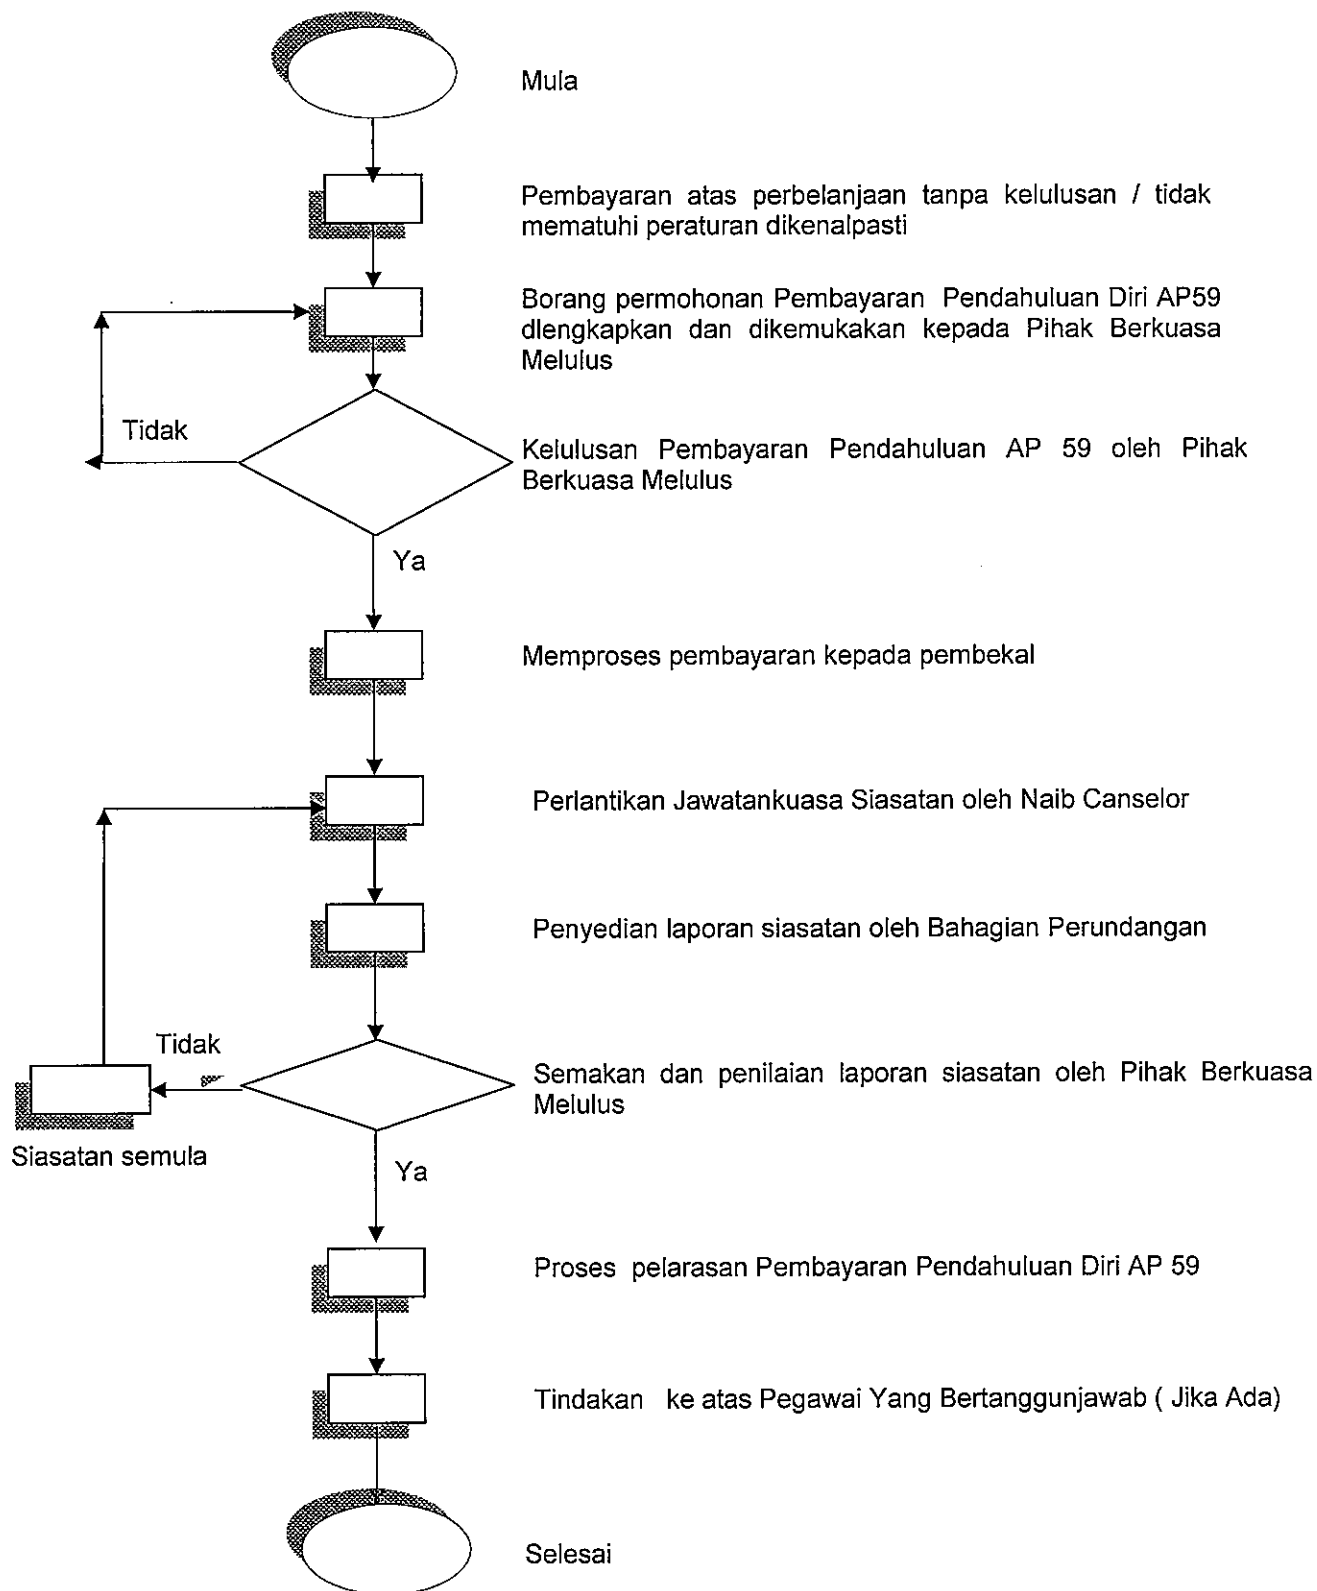 Mula
Pembayaran atas perbelanjaan tanpa kelulusan / tidak
mematuhi peraturan dikenalpasti
Borang permohonan Pembayaran Pendahuluan Diri AP59
dlengkapkan dan dikemukakan kepada Pihak Berkuasa
Melulus
Tidak
Kelulusan Pembayaran Pendahuluan AP 59 oleh Pihak
Berkuasa Melulus
Ya
Memproses pembayaran kepada pembekal
Perlantikan Jawatankuasa Siasatan oleh Naib Canselor
Penyedian laporan siasatan oleh Bahagian Perundangan
Tidak
Semakan dan penilaian laporan siasatan oleh Pihak Berkuasa
Melulus
Siasatan semula
Ya
Proses pelarasan Pembayaran Pendahuluan Diri AP 59
Tindakan ke atas Pegawai Yang Bertanggunjawab ( Jika Ada)
Selesai